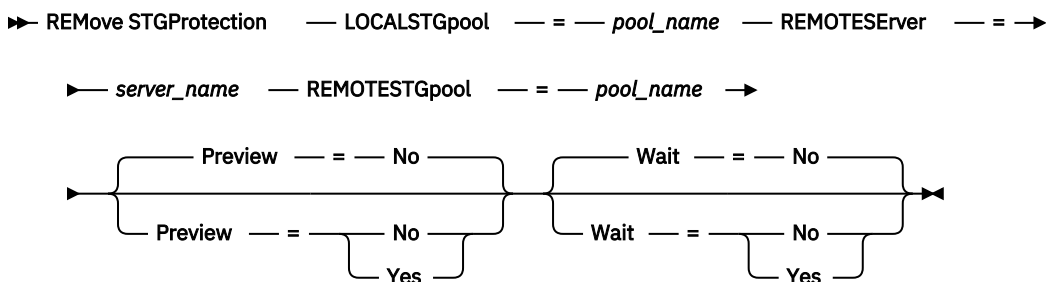 REMove STGProtection LOCALSTGpool = pool_name REMOTESErver =
server_name REMOTESTGpool = pool_name
Preview = No Wait = No
Preview = No Wait = No
Yes Yes